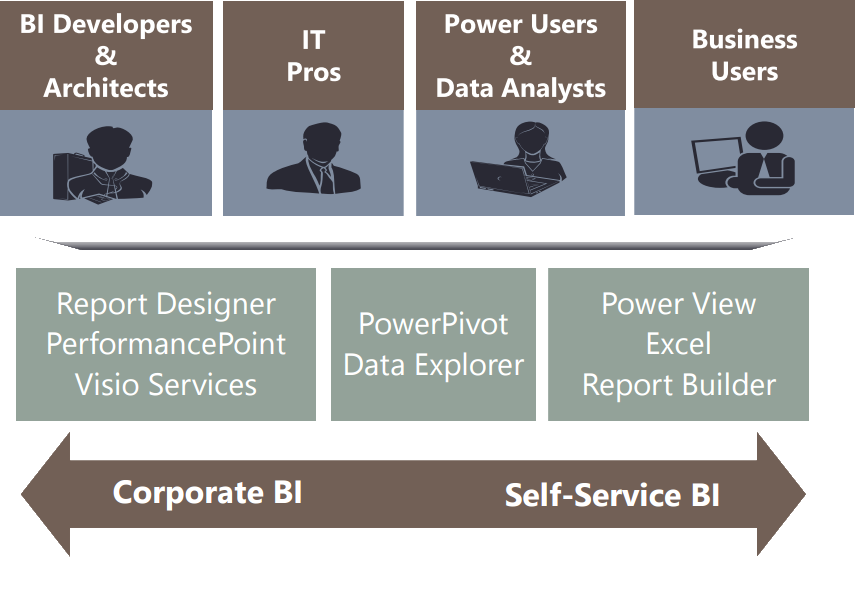 BI Developers
&
Architects
IT
Pros
Power Users
&
Data Analysts
Business
Users
Report Designer
PerformancePoint
Visio Services
PowerPivot
Data Explorer
Power View
Excel
Report Builder
Corporate BI
Self-Service BI